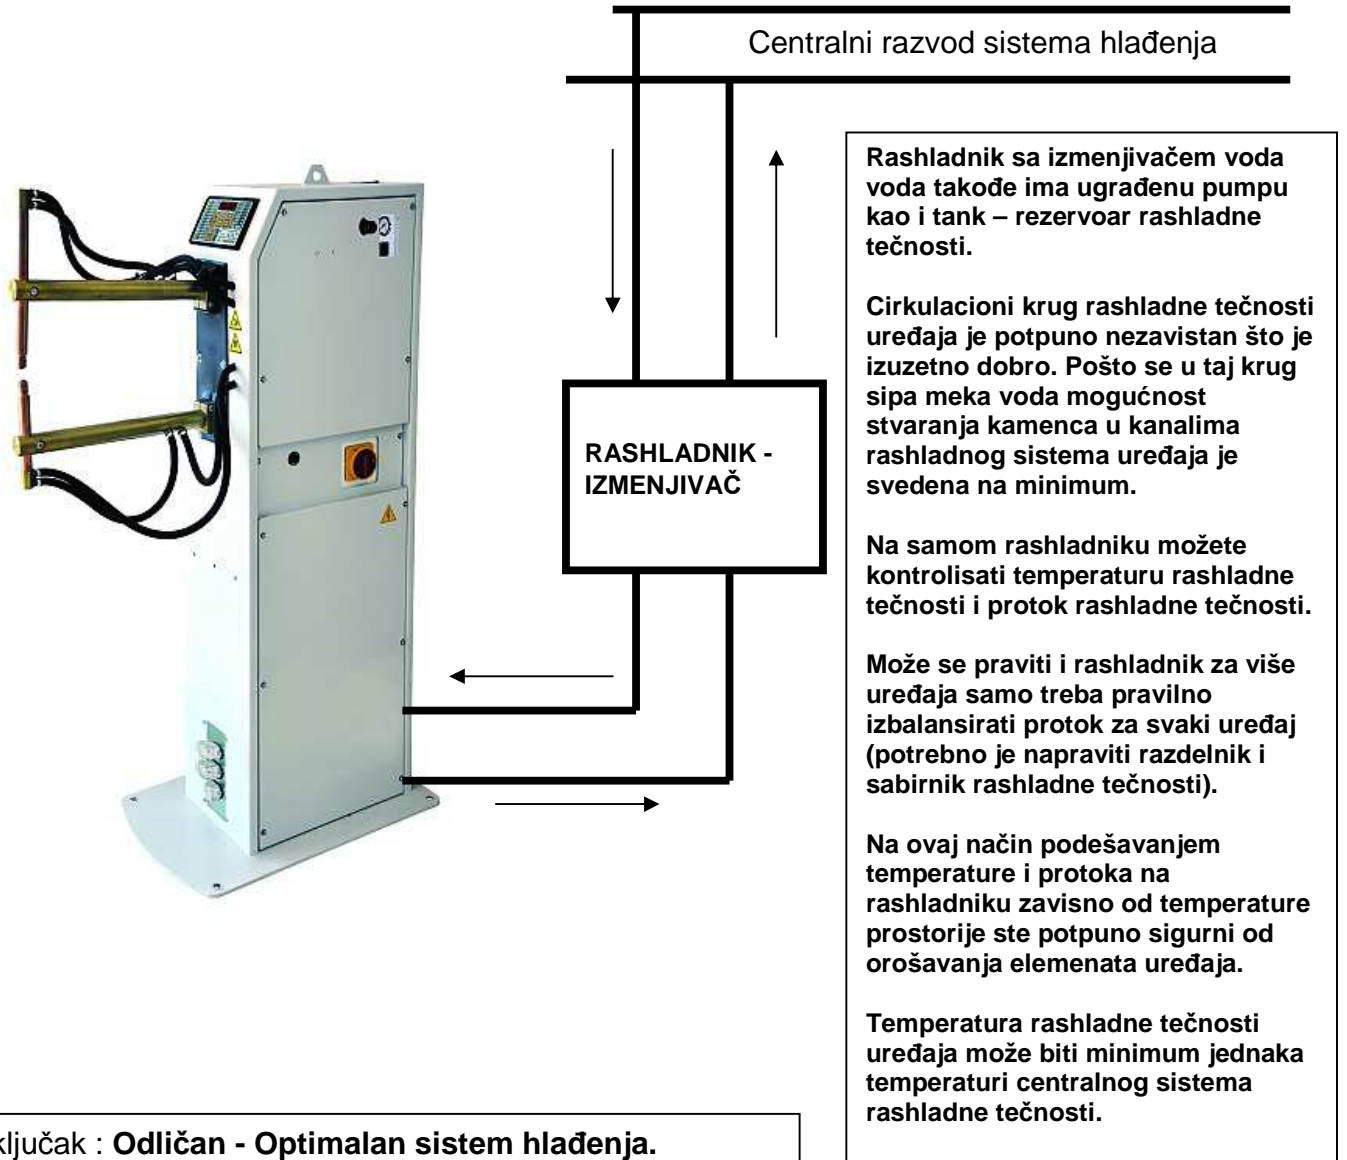 Centralni razvod sistema hlađenja
Rashladnik sa izmenjivačem voda
voda takođe ima ugrađenu pumpu
kao i tank – rezervoar rashladne
tečnosti.
Cirkulacioni krug rashladne tečnosti
uređaja je potpuno nezavistan što je
izuzetno dobro. Pošto se u taj krug
sipa meka voda mogućnost
stvaranja kamenca u kanalima
rashladnog sistema uređaja je
svedena na minimum.
Na samom rashladniku možete
kontrolisati temperaturu rashladne
tečnosti i protok rashladne tečnosti.
Može se praviti i rashladnik za više
uređaja samo treba pravilno
izbalansirati protok za svaki uređaj
(potrebno je napraviti razdelnik i
sabirnik rashladne tečnosti).
Na ovaj način podešavanjem
temperature i protoka na
rashladniku zavisno od temperature
prostorije ste potpuno sigurni od
orošavanja elemenata uređaja.
Temperatura rashladne tečnosti
uređaja može biti minimum jednaka
temperaturi centralnog sistema
rashladne tečnosti.
RASHLADNIK -
IZMENJIVAČ
ključak : Odličan - Optimalan sistem hlađenja.